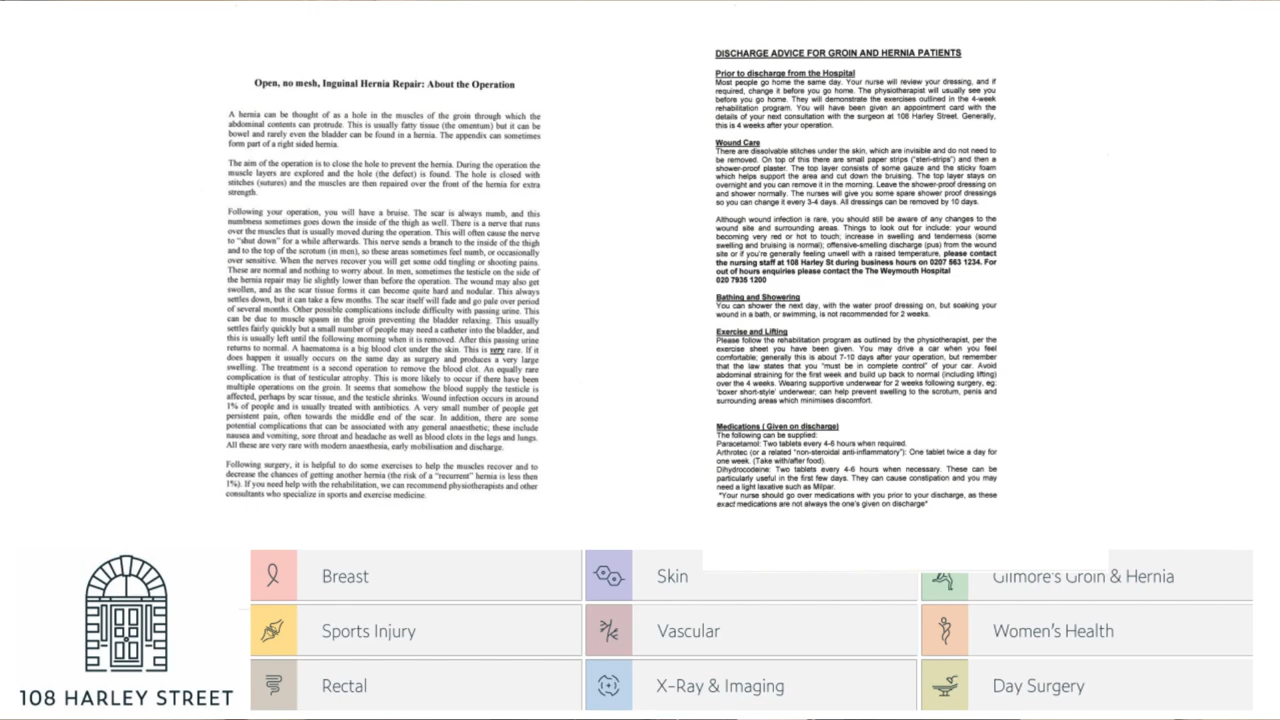 Open, no mesh, Inguinal Hernia Repair: About the Operation
A hernia can be thought of as a hole in the muscles of the groin through which the
abdominal contents can protrude. This is usually fatty tissue (the omentum) but it can be
bowel and rarely even the bladder can be found in a hernia. The appendix can sometimes
form part of a right sided hernia.
The aim of the operation is to close the hole to prevent the hernia. During the operation the
muscle layers are explored and the hole (the defect) is found. The hole is closed with
stitches (sutures) and the muscles are then repaired over the front of the hernia for extra
strength.
Following your operation, you will have a bruise. The scar is always numb, and this
numbness sometimes goes down the inside of the thigh as well. There is a nerve that runs
over the muscles that is usually moved during the operation. This will often cause the nerve
to "shut down" for a while afterwards. This nerve sends a branch to the inside of the thigh
and to the top of the scrotum (in men), so these areas sometimes feel numb, or occasionally
over sensitive. When the nerves recover you will get some odd tingling or shooting pains.
These are normal and nothing to worry about. In men, sometimes the testicle on the side of
the hernia repair may lie slightly lower than before the operation. The wound may also get
swollen, and as the scar tissue forms it can become quite hard and nodular. This always
settles down, but it can take a few months. The scar itself will fade and go pale over period
of several months. Other possible complications include difficulty with passing urine. This
can be due to muscle spasm in the groin preventing the bladder relaxing. This usually
settles fairly quickly but a small number of people may need a catheter into the bladder, and
this is usually left until the following morning when it is removed. After this passing urine
returns to normal. A haematoma is a big blood clot under the skin. This is very rare. If it
does happen it usually occurs on the same day as surgery and produces a very large
swelling. The treatment is a second operation to remove the blood clot. An equally rare
complication is that of testicular atrophy. This is more likely to occur if there have been
multiple operations on the groin. It seems that somehow the blood supply the testicle is
affected, perhaps by scar tissue, and the testicle shrinks. Wound infection occurs in around
1% of people and is usually treated with antibiotics. A very small number of people get
persistent pain, often towards the middle end of the scar. In addition, there are some
potential complications that can be associated with any general anaesthetic; these include
nausea and vomiting, sore throat and headache as well as blood clots in the legs and lungs.
All these are very rare with modern anaesthesia, early mobilisation and discharge.
Following surgery, it is helpful to do some exercises to help the muscles recover and to
decrease the chances of getting another hernia (the risk of a "recurrent" hernia is less then
1%). If you need help with the rehabilitation, we can recommend physiotherapists and other
consultants who specialize in sports and exercise medicine.
DISCHARGE ADVICE FOR GROIN AND HERNIA PATIENTS
Prior to discharge from the Hospital
Most people go home the same day. Your nurse will review your dressing, and if
required, change it before you go home. The physiotherapist will usually see you
before you go home. They will demonstrate the exercises outlined in the 4-week
rehabilitation program. You will have been given an appointment card with the
details of your next consultation with the surgeon at 108 Harley Street. Generally,
this is 4 weeks after your operation.
Wound Care
There are dissolvable stitches under the skin, which are invisible and do not need to
be removed. On top of this there are small paper strips ("steri-strips") and then a
shower-proof plaster. The top layer consists of some gauze and the sticky foam
which helps support the area and cut down the bruising. The top layer stays on
overnight and you can remove it in the morning. Leave the shower-proof dressing on
and shower normally. The nurses will give you some spare shower proof dressings
so you can change it every 3-4 days. All dressings can be removed by 10 days.
Although wound infection is rare, you should still be aware of any changes to the
wound site and surrounding areas. Things to look out for include: your wound
becoming very red or hot to touch; increase in swelling and tenderness (some
swelling and bruising is normal); offensive-smelling discharge (pus) from the wound
site or if you're generally feeling unwell with a raised temperature, please contact
the nursing staff at 108 Harley St during business hours on 0207 563 1234. For
out of hours enquiries please contact the The Weymouth Hospital
020 7935 1200
Bathing and Showering
You can shower the next day, with the water proof dressing on, but soaking your
wound in a bath, or swimming, is not recommended for 2 weeks.
Exercise and Lifting
Please follow the rehabilitation program as outlined by the physiotherapist, per the
exercise sheet you have been given. You may drive a car when you feel
comfortable; generally this is about 7-10 days after your operation, but remember
that the law states that you "must be in complete control" of your car. Avoid
abdominal straining for the first week and build up back to normal (including lifting)
over the 4 weeks. Wearing supportive underwear for 2 weeks following surgery, eg:
'boxer short-style' underwear; can help prevent swelling to the scrotum, penis and
surrounding areas which minimises discomfort.
Medications ( Given on discharge)
The following can be supplied:
Paracetamol: Two tablets every 4-6 hours when required.
Arthrotec (or a related "non-steroidal anti-inflammatory"): One tablet twice a day for
one week. (Take with/after food).
Dihydrocodeine: Two tablets every 4-6 hours when necessary. These can be
particularly useful in the first few days. They can cause constipation and you may
need a light laxative such as Milpar.
*Your nurse should go over medications with you prior to your discharge, as these
exact medications are not always the one's given on discharge*
108 HARLEY STREET
Breast
Skin
Gilmore's Groin & Hernia
Sports Injury
Vascular
Women's Health
Rectal
X-Ray & Imaging
Day Surgery